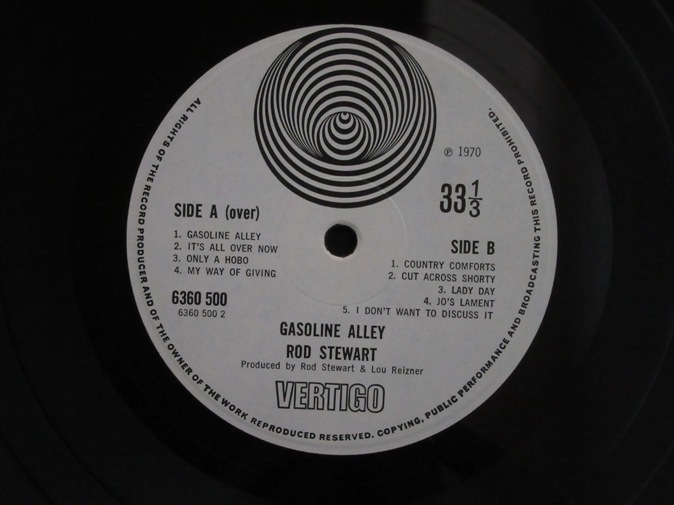 ALL RIGHTS OF THE RECORD PRODUCER AND OF THE OWNER OF THE WORK REPRODUCED RESERVED. COPYING, PUBLIC PERFORMANCE AND BROADCASTING THIS RECORD PROHIBITED.
℗ 1970
33 1/3
SIDE A (over)
1. GASOLINE ALLEY
2. IT'S ALL OVER NOW
3. ONLY A HOBO
4. MY WAY OF GIVING
6360 500
6360 500 2
SIDE B
1. COUNTRY COMFORTS
2. CUT ACROSS SHORTY
3. LADY DAY
4. JO'S LAMENT
5. I DON'T WANT TO DISCUSS IT
GASOLINE ALLEY
ROD STEWART
Produced by Rod Stewart & Lou Reizner
VERTIGO